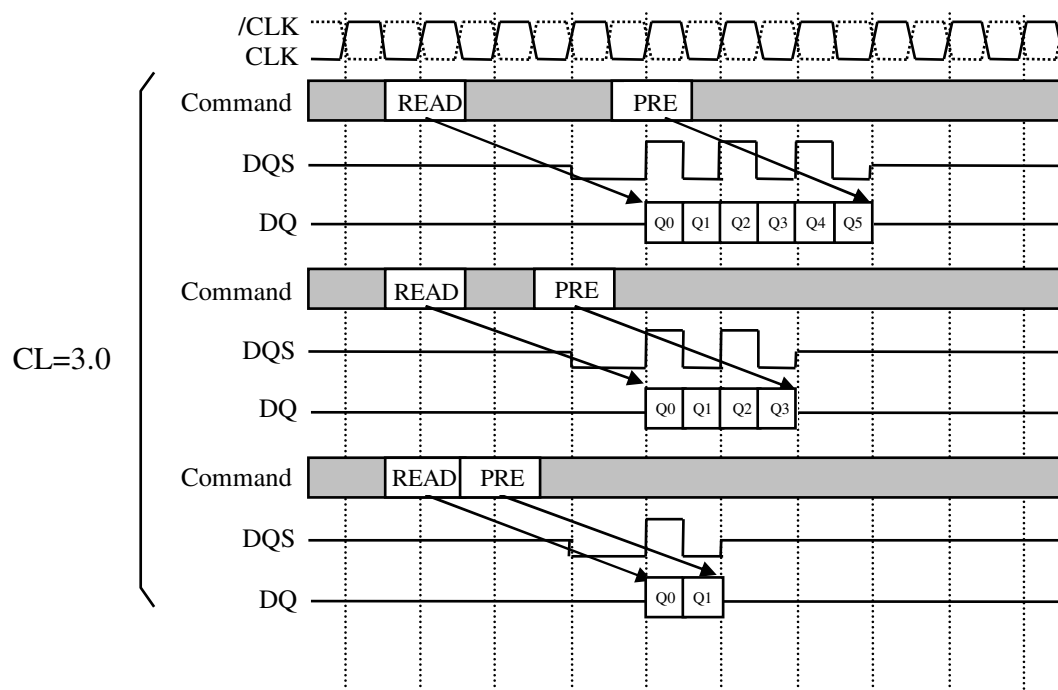 /CLK
CLK
Command READ PRE
DQS
DQ Q0 Q1 Q2 Q3 Q4 Q5
Command READ PRE
CL=3.0
DQS
DQ Q0 Q1 Q2 Q3
Command READ PRE
DQS
DQ Q0 Q1